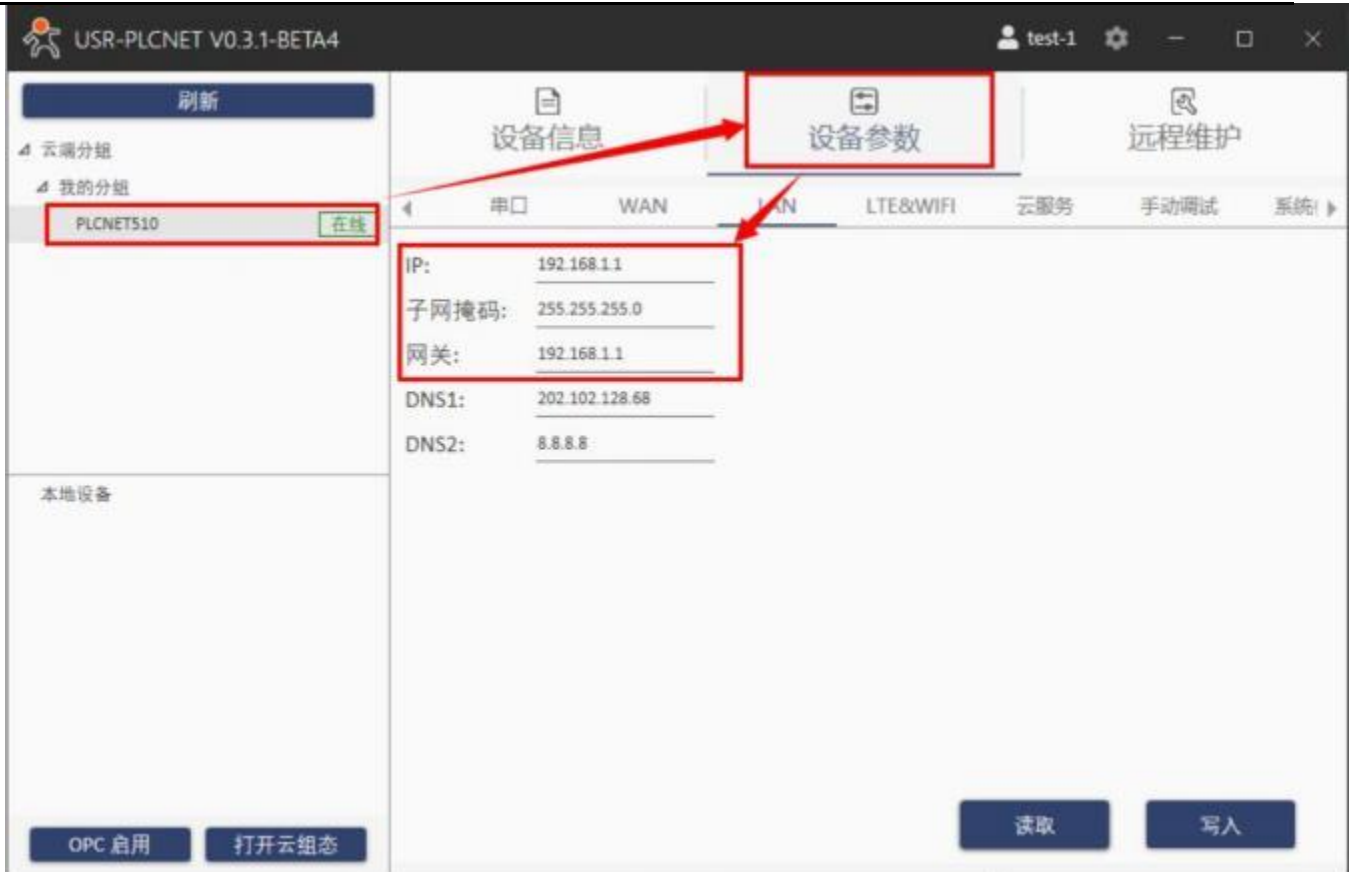 USR-PLCNET V0.3.1-BETA4
test-1
刷新
云端分组
我的分组
PLCNET510 在线
设备信息 设备参数 远程维护
串口 WAN LAN LTE&WIFI 云服务 手动调试 系统
IP: 192.168.1.1
子网掩码: 255.255.255.0
网关: 192.168.1.1
DNS1: 202.102.128.68
DNS2: 8.8.8.8
本地设备
OPC 启用 打开云组态
读取 写入